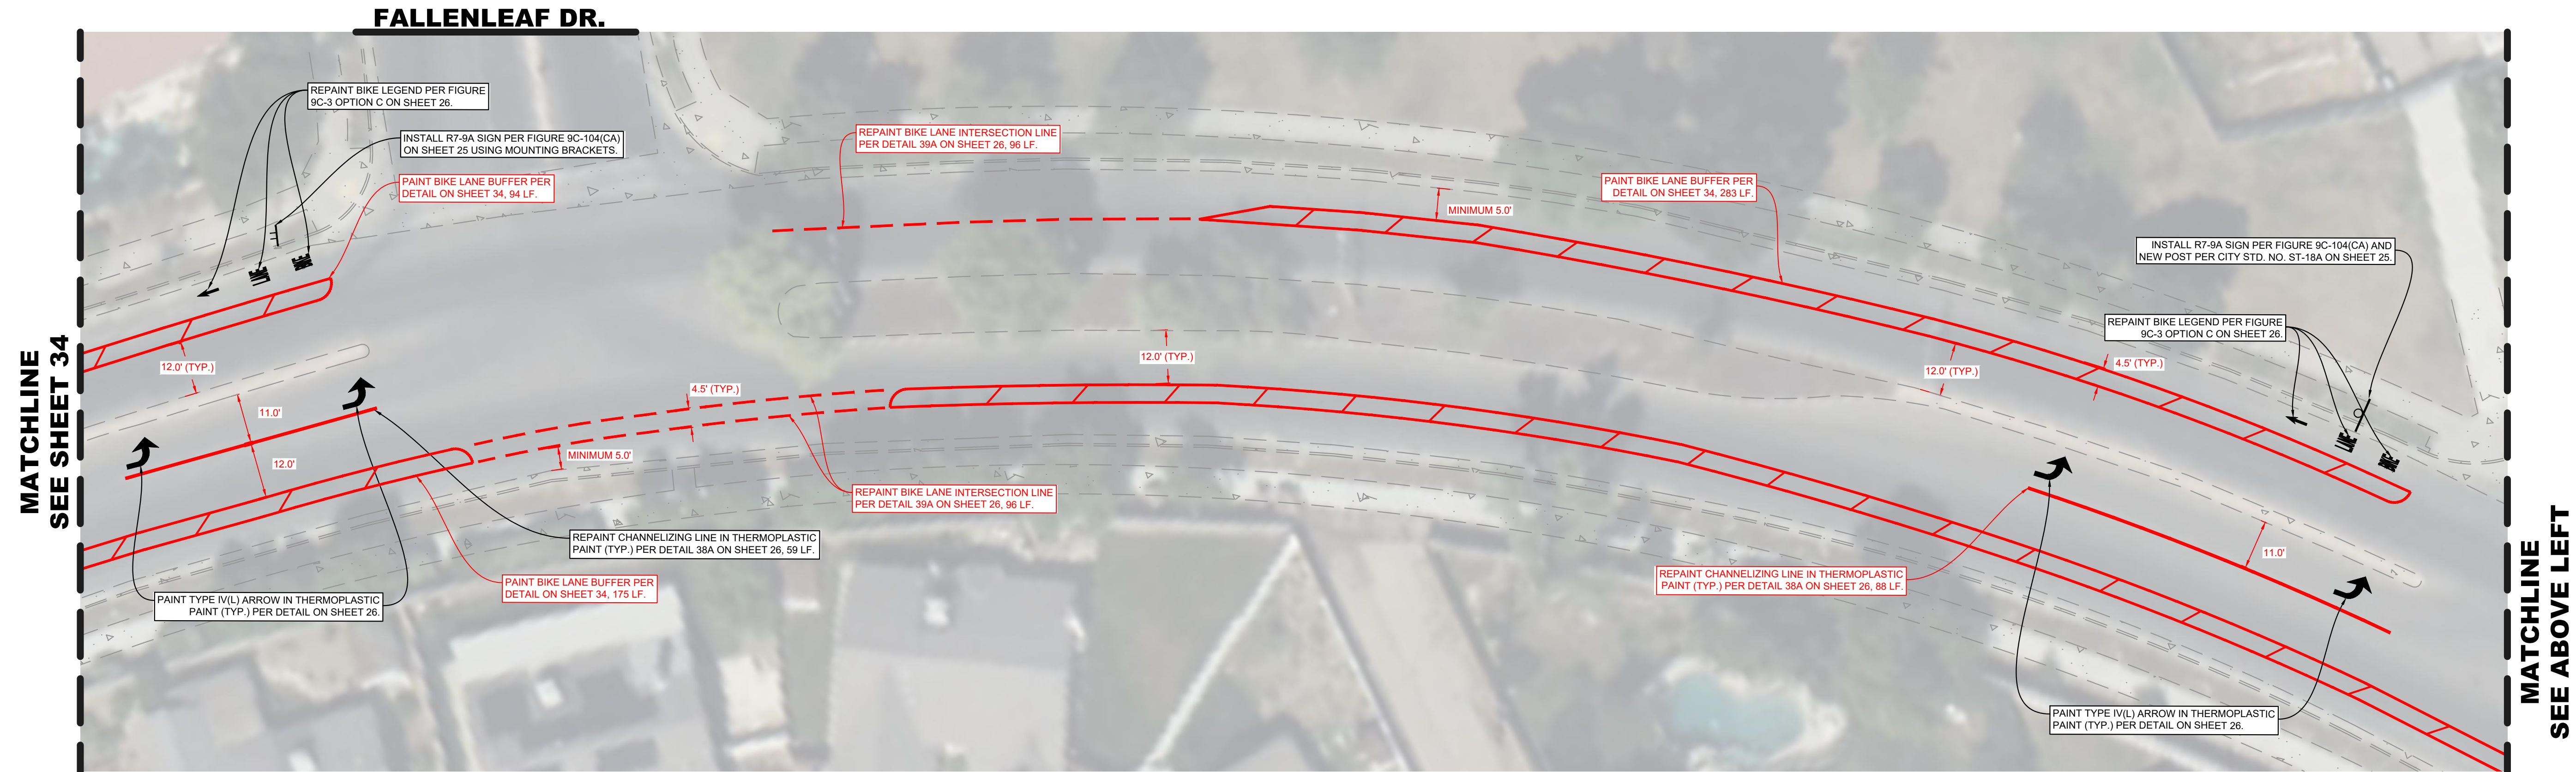 FALLENLEAF DR.
REPAINT BIKE LEGEND PER FIGURE
9C-3 OPTION C ON SHEET 26.
INSTALL R7-9A SIGN PER FIGURE 9C-104(CA)
ON SHEET 25 USING MOUNTING BRACKETS.
PAINT BIKE LANE BUFFER PER
DETAIL ON SHEET 34, 94 LF.
REPAINT BIKE LANE INTERSECTION LINE
PER DETAIL 39A ON SHEET 26, 96 LF.
PAINT BIKE LANE BUFFER PER
DETAIL ON SHEET 34, 283 LF.
MINIMUM 5.0'
INSTALL R7-9A SIGN PER FIGURE 9C-104(CA) AND
NEW POST PER CITY STD. NO. ST-18A ON SHEET 25.
REPAINT BIKE LEGEND PER FIGURE
9C-3 OPTION C ON SHEET 26.
MATCHLINE
SEE SHEET 34
12.0' (TYP.)
11.0'
12.0'
4.5' (TYP.)
MINIMUM 5.0'
12.0' (TYP.)
12.0' (TYP.)
4.5' (TYP.)
REPAINT BIKE LANE INTERSECTION LINE
PER DETAIL 39A ON SHEET 26, 96 LF.
REPAINT CHANNELIZING LINE IN THERMOPLASTIC
PAINT (TYP.) PER DETAIL 38A ON SHEET 26, 59 LF.
PAINT BIKE LANE BUFFER PER
DETAIL ON SHEET 34, 175 LF.
PAINT TYPE IV(L) ARROW IN THERMOPLASTIC
PAINT (TYP.) PER DETAIL ON SHEET 26.
REPAINT CHANNELIZING LINE IN THERMOPLASTIC
PAINT (TYP.) PER DETAIL 38A ON SHEET 26, 88 LF.
11.0'
PAINT TYPE IV(L) ARROW IN THERMOPLASTIC
PAINT (TYP.) PER DETAIL ON SHEET 26.
MATCHLINE
SEE ABOVE LEFT